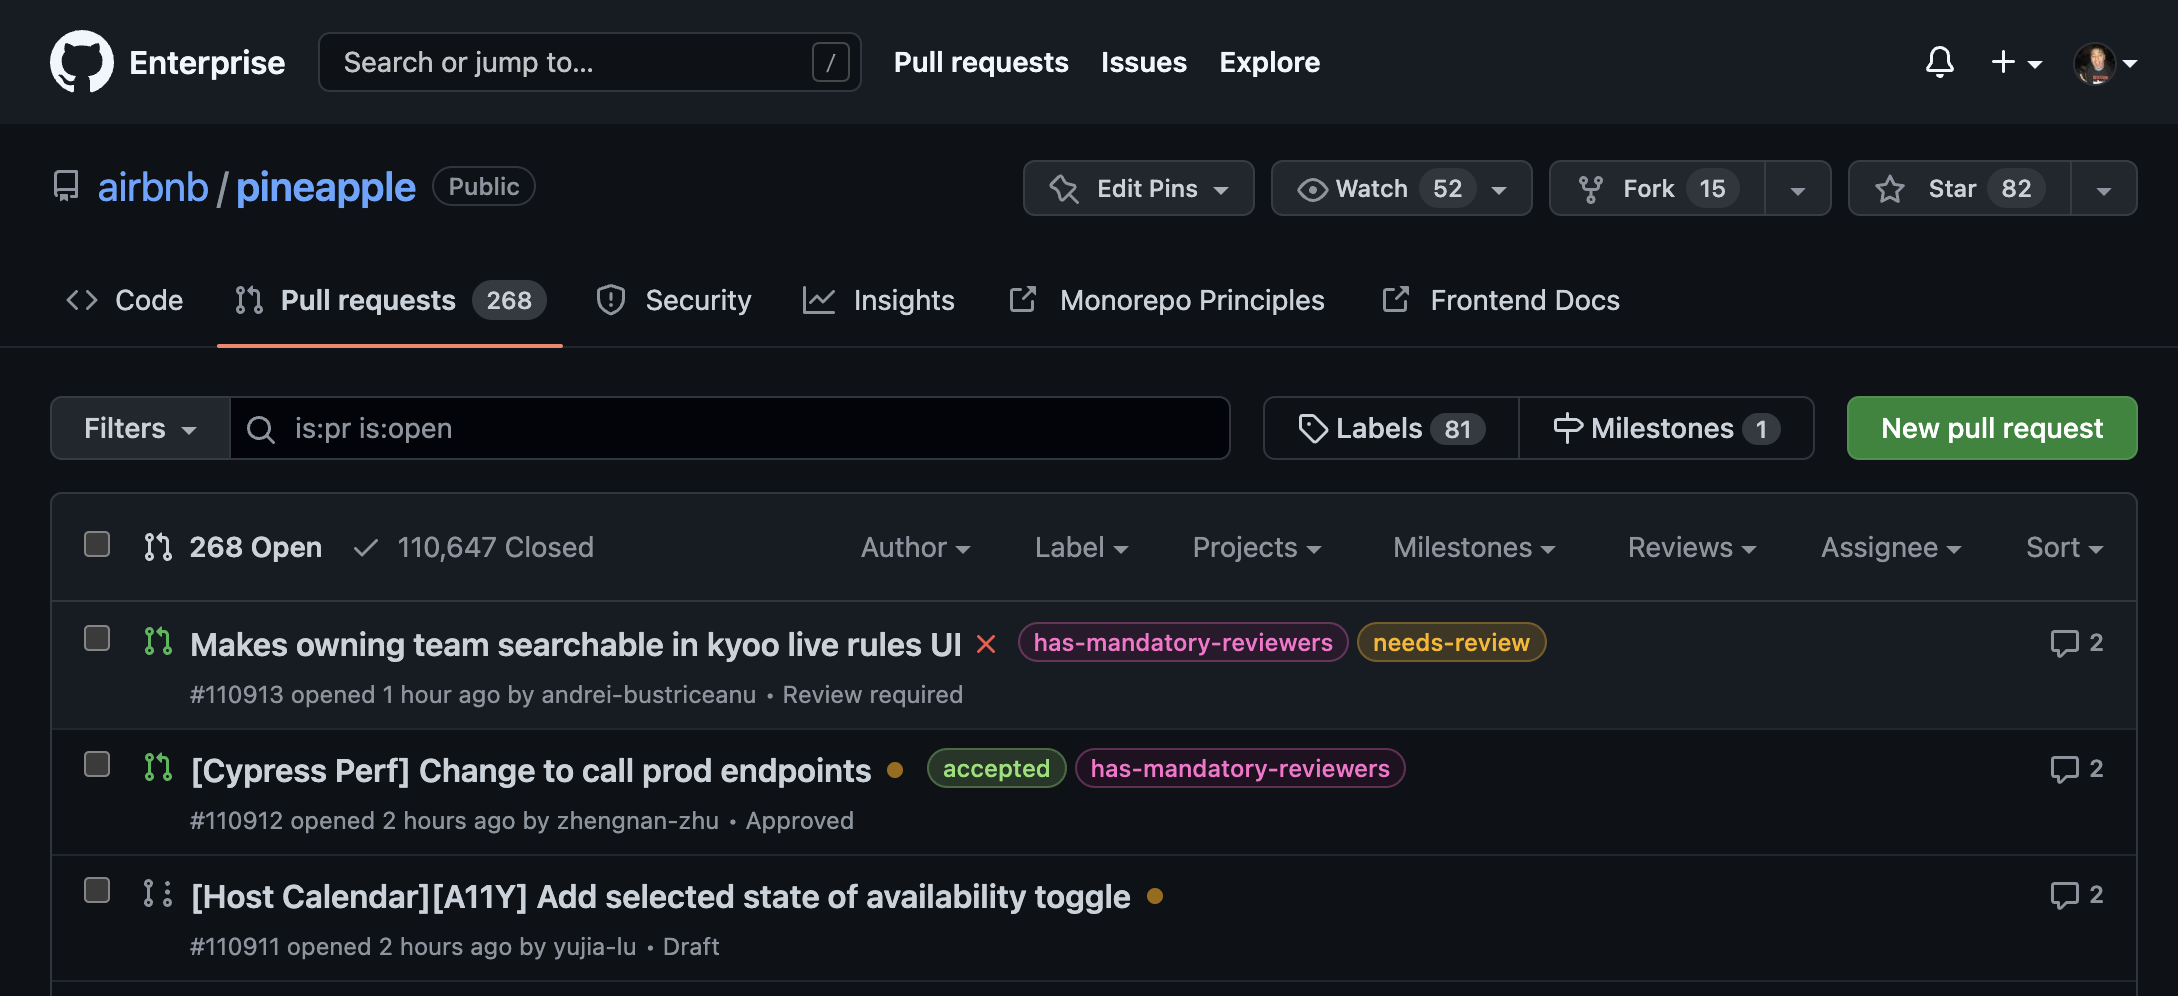 Enterprise Search or jump to... / Pull requests Issues Explore
airbnb / pineapple Public Edit Pins Watch 52 Fork 15 Star 82
Code Pull requests 268 Security Insights Monorepo Principles Frontend Docs
Filters is:pr is:open Labels 81 Milestones 1 New pull request
268 Open 110,647 Closed Author Label Projects Milestones Reviews Assignee Sort
Makes owning team searchable in kyoo live rules UI has-mandatory-reviewers needs-review 2
#110913 opened 1 hour ago by andrei-bustriceanu • Review required
[Cypress Perf] Change to call prod endpoints accepted has-mandatory-reviewers 2
#110912 opened 2 hours ago by zhengnan-zhu • Approved
[Host Calendar][A11Y] Add selected state of availability toggle 2
#110911 opened 2 hours ago by yujia-lu • Draft